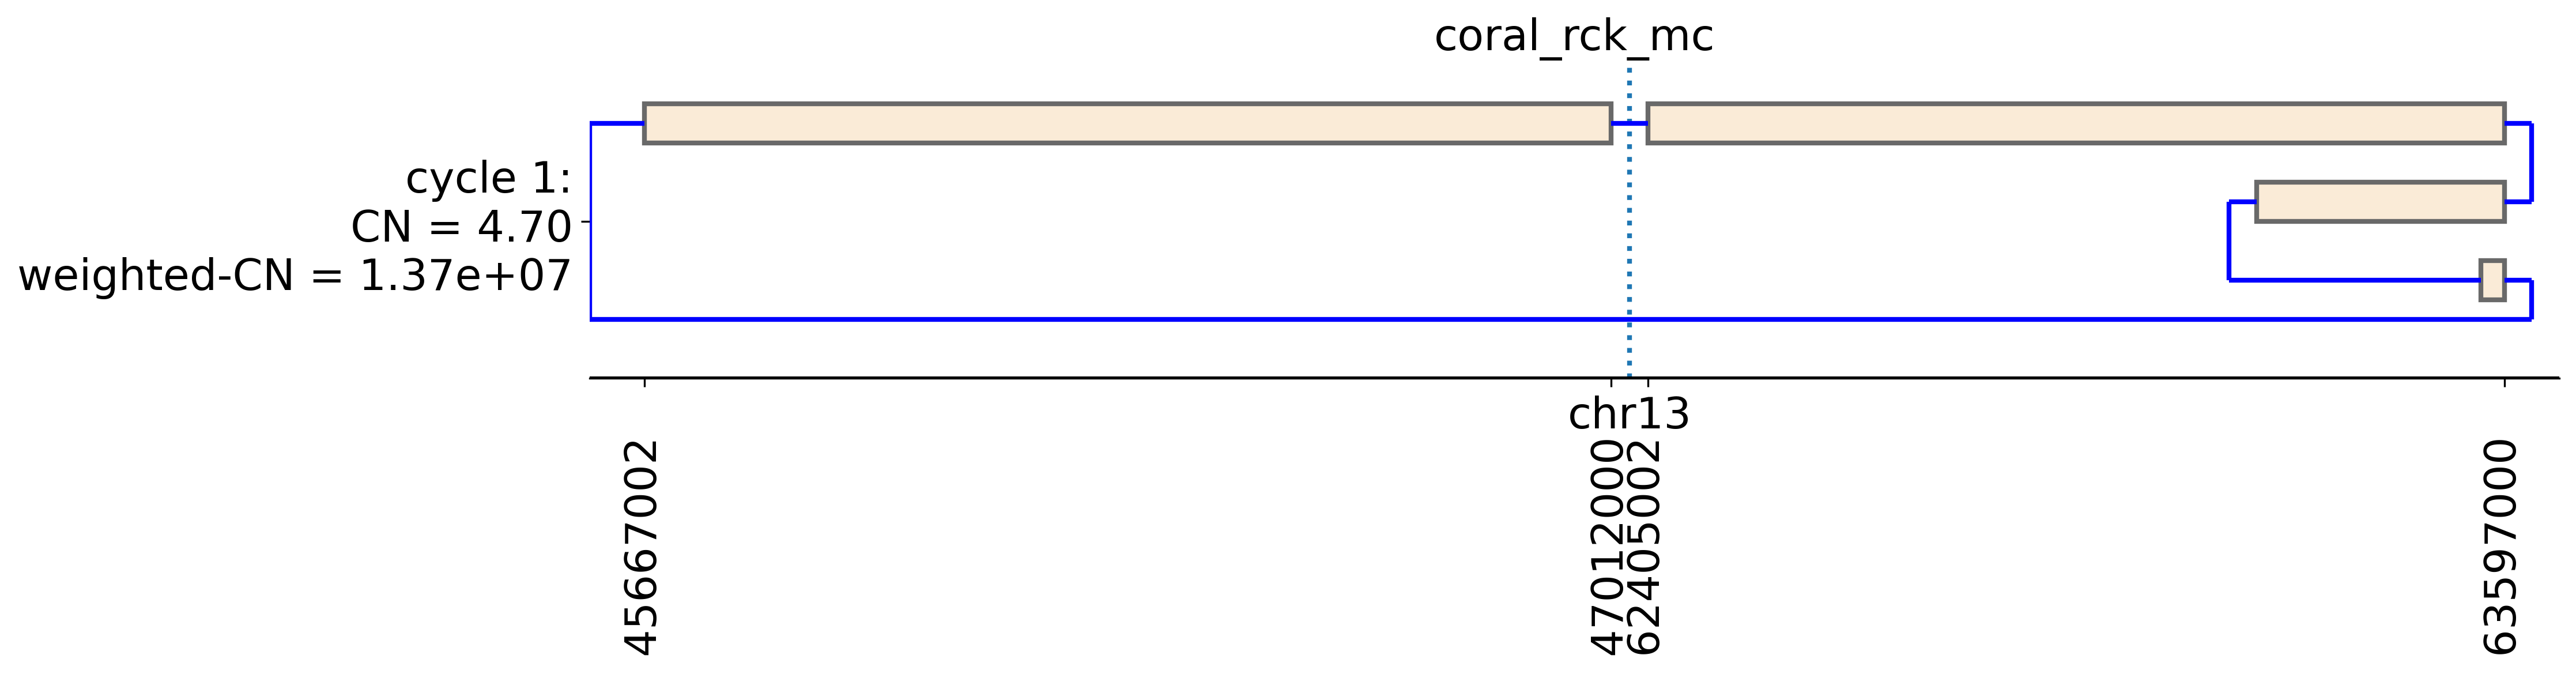 coral_rck_mc
cycle 1:
CN = 4.70
weighted-CN = 1.37e+07
chr13
45667002
47012000
62405002
63597000